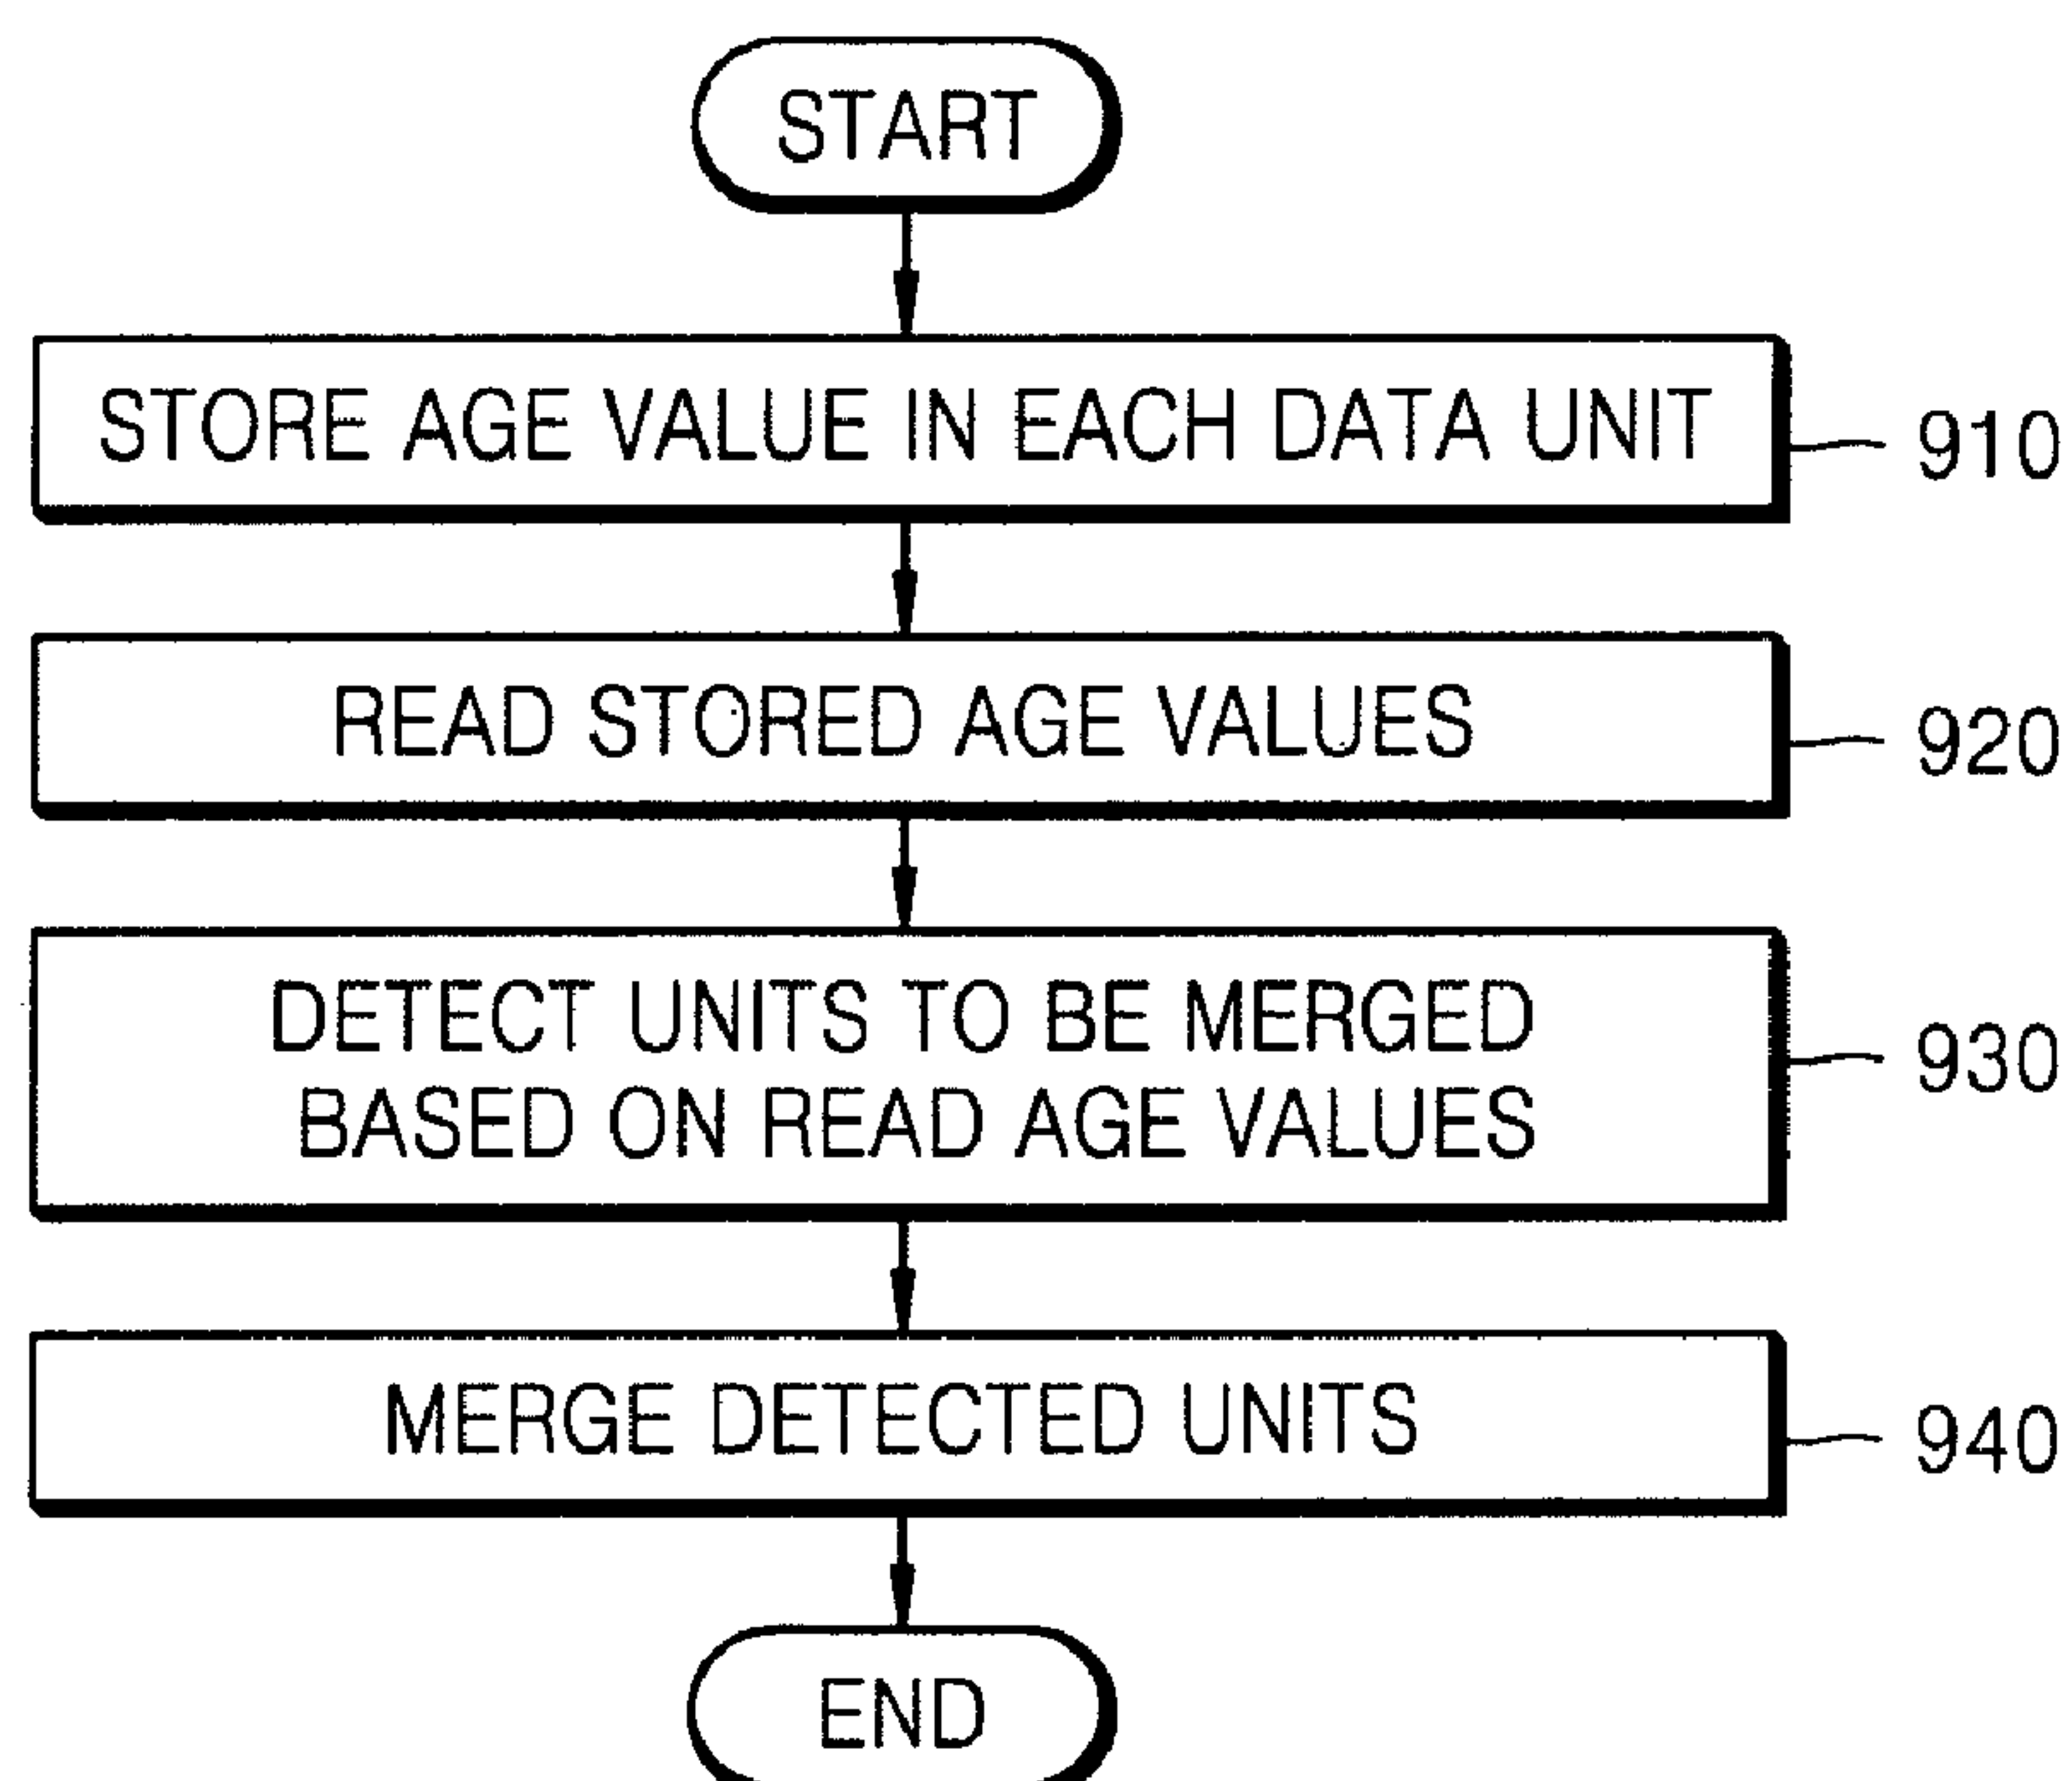 START
STORE AGE VALUE IN EACH DATA UNIT
910
READ STORED AGE VALUES
920
DETECT UNITS TO BE MERGED
BASED ON READ AGE VALUES
930
MERGE DETECTED UNITS
940
END